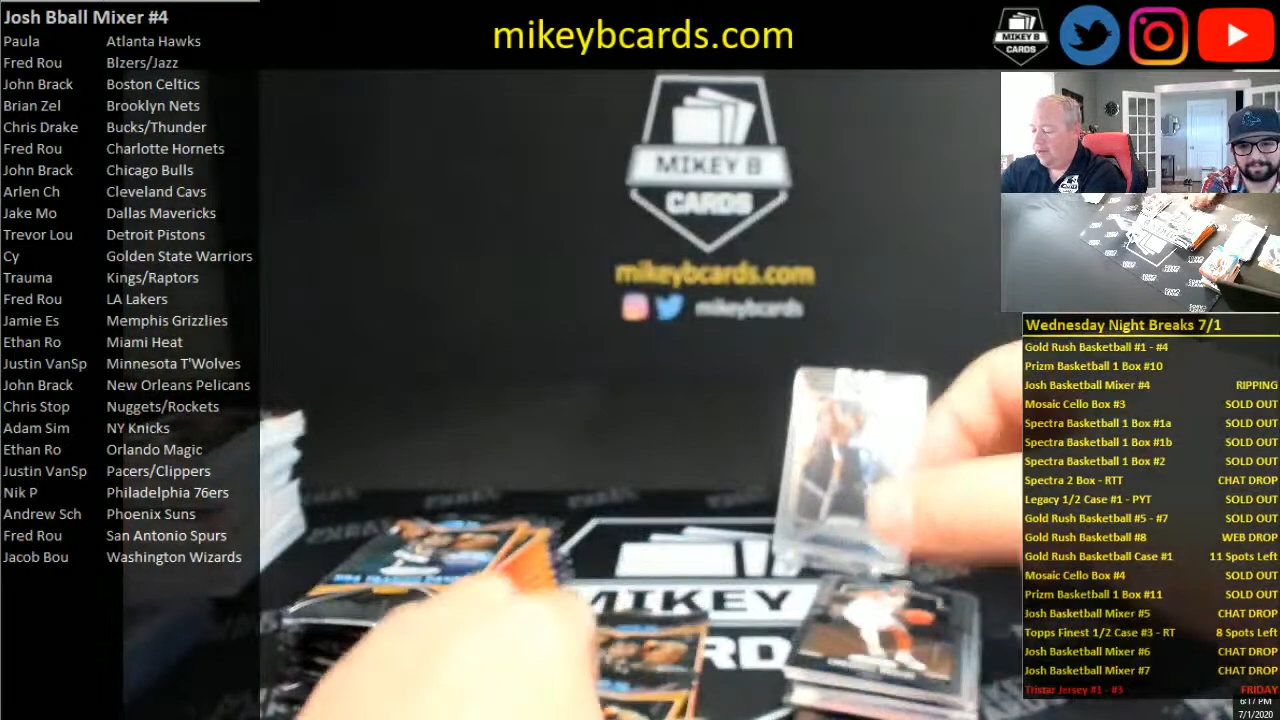 Josh Bball Mixer #4
Paula Atlanta Hawks
Fred Rou Blzers/Jazz
John Brack Boston Celtics
Brian Zel Brooklyn Nets
Chris Drake Bucks/Thunder
Fred Rou Charlotte Hornets
John Brack Chicago Bulls
Arlen Ch Cleveland Cavs
Jake Mo Dallas Mavericks
Trevor Lou Detroit Pistons
Cy Golden State Warriors
Trauma Kings/Raptors
Fred Rou LA Lakers
Jamie Es Memphis Grizzlies
Ethan Ro Miami Heat
Justin VanSp Minnesota T'Wolves
John Brack New Orleans Pelicans
Chris Stop Nuggets/Rockets
Adam Sim NY Knicks
Ethan Ro Orlando Magic
Justin VanSp Pacers/Clippers
Nik P Philadelphia 76ers
Andrew Sch Phoenix Suns
Fred Rou San Antonio Spurs
Jacob Bou Washington Wizards
mikeybcards.com
MIKEY B
CARDS
MIKEY B
CARDS
mikeybcards.com
mikeybcards
MIKEY
Wednesday Night Breaks 7/1
Gold Rush Basketball #1 - #4
Prizm Basketball 1 Box #10
Josh Basketball Mixer #4 RIPPING
Mosaic Cello Box #3 SOLD OUT
Spectra Basketball 1 Box #1a SOLD OUT
Spectra Basketball 1 Box #1b SOLD OUT
Spectra Basketball 1 Box #2 SOLD OUT
Spectra 2 Box - RTT CHAT DROP
Legacy 1/2 Case #1 - PYT SOLD OUT
Gold Rush Basketball #5 - #7 SOLD OUT
Gold Rush Basketball #8 WEB DROP
Gold Rush Basketball Case #1 11 Spots Left
Mosaic Cello Box #4 SOLD OUT
Prizm Basketball 1 Box #11 SOLD OUT
Josh Basketball Mixer #5 CHAT DROP
Topps Finest 1/2 Case #3 - RT 8 Spots Left
Josh Basketball Mixer #6 CHAT DROP
Josh Basketball Mixer #7 CHAT DROP
Tristar Jersey #1 - #3 FRIDAY
6:17 PM
7/1/2020